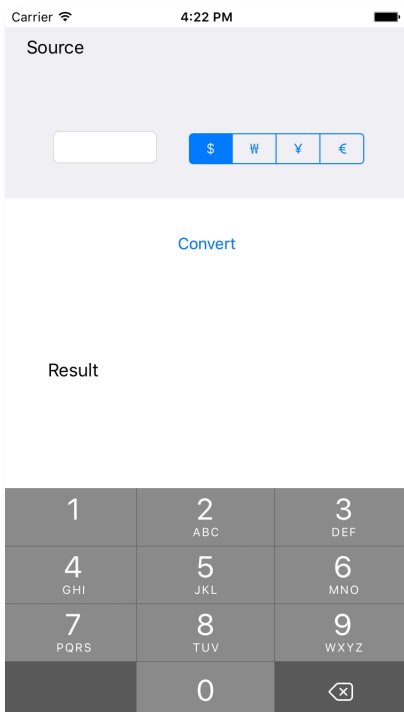 Carrier 4:22 PM
Source
$ ₩ ¥ €
Convert
Result
1 2 3
ABC DEF
4 5 6
GHI JKL MNO
7 8 9
PQRS TUV WXYZ
0